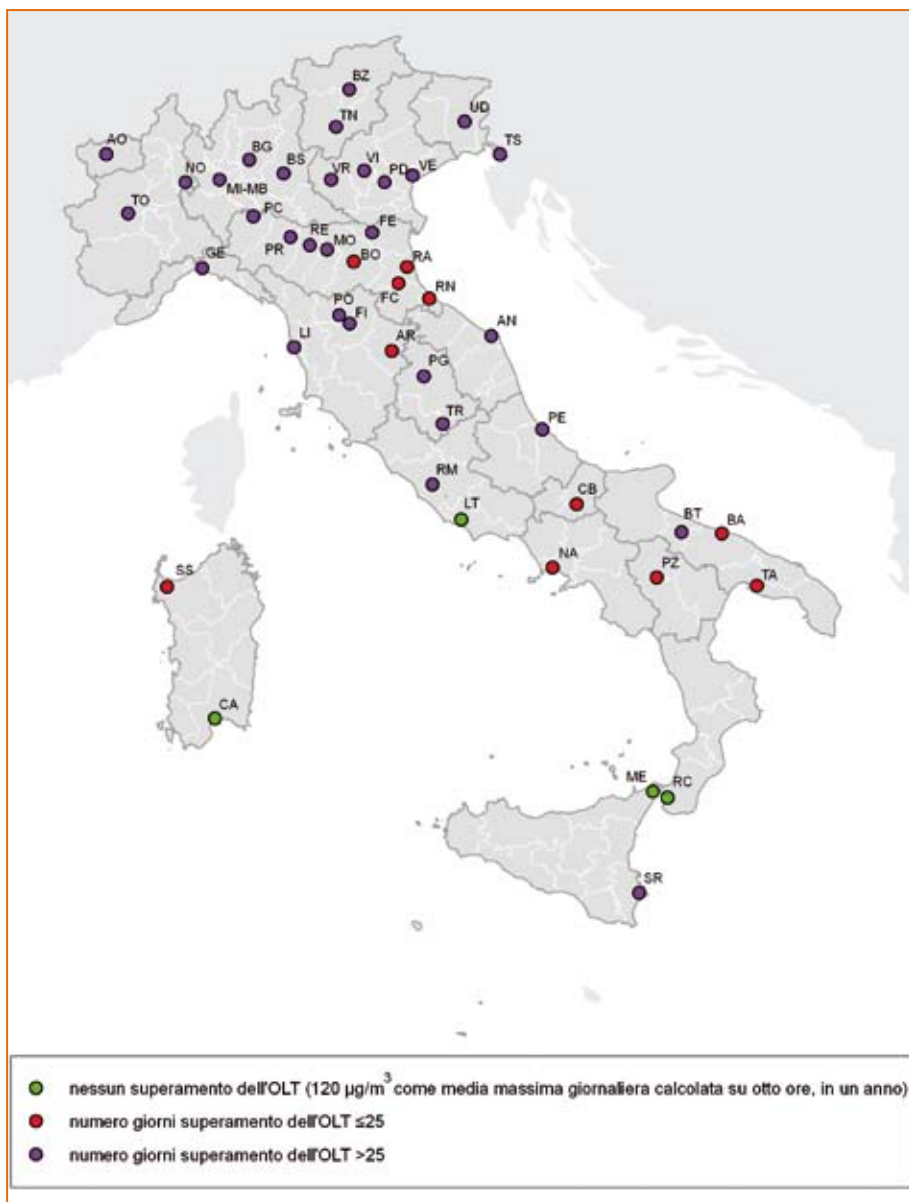 BZ
TN
UD
AO
BG
TS
NO
BS
VI
VE
VR
PD
MI-MB
TO
PC
FE
RE
PR
MO
BO
RA
GE
FC
RN
PO
FI
AN
LI
AR
PG
TR
PE
RM
CB
LT
BT
BA
NA
PZ
SS
TA
CA
ME
RC
SR
nessun superamento dell'OLT (120 µg/m³ come media massima giornaliera calcolata su otto ore, in un anno)
numero giorni superamento dell'OLT ≤25
numero giorni superamento dell'OLT >25